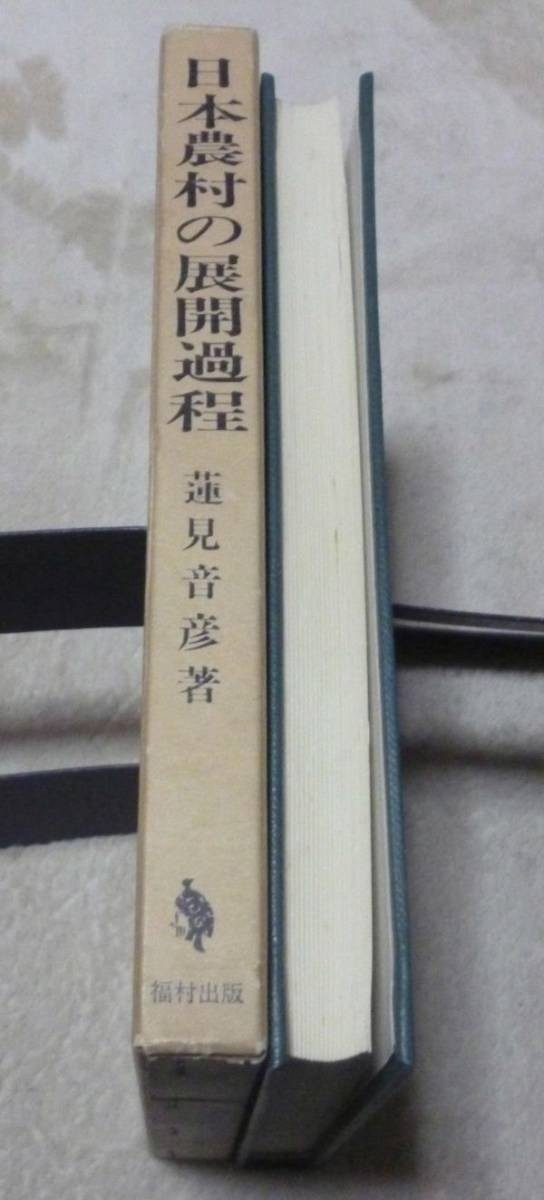 日本農村の展開過程
蓮見音彦著
福村出版